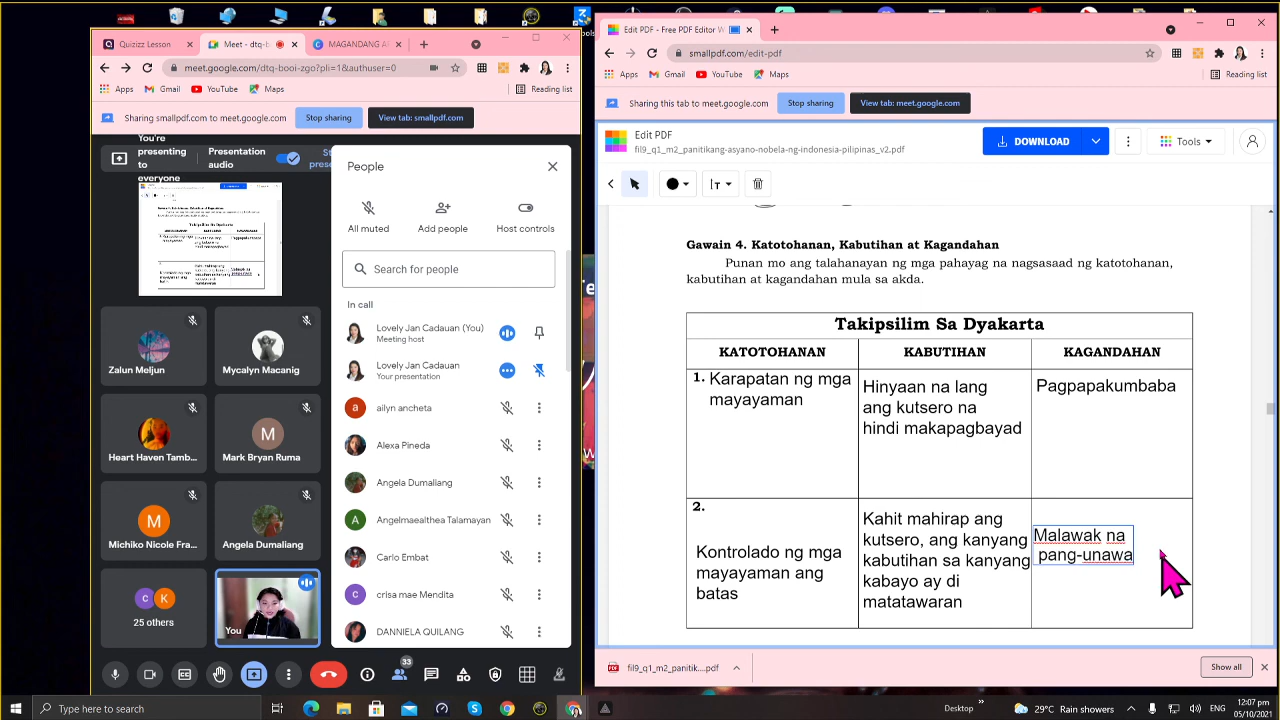 Quizizz Lesson
Meet - dtq-b
MAGANDANG A
meet.google.com/dtq-booi-zgo?pli=1&authuser=0
Apps
Gmail
YouTube
Maps
Reading list
Sharing smallpdf.com to meet.google.com
Stop sharing
View tab: smallpdf.com
You're
presenting
to
everyone
Presentation
audio
People
All muted
Add people
Host controls
Search for people
In call
Lovely Jan Cadauan (You)
Meeting host
Lovely Jan Cadauan
Your presentation
ailyn ancheta
Alexa Pineda
Angela Dumaliang
Angelmaealthea Talamayan
Carlo Embat
crisa mae Mendita
DANNIELA QUILANG
Zalun Meljun
Mycalyn Macanig
Heart Haven Tamb...
Mark Bryan Ruma
Michiko Nicole Fra...
Angela Dumaliang
25 others
You
33
Edit PDF - Free PDF Editor W
smallpdf.com/edit-pdf
Apps
Gmail
YouTube
Maps
Reading list
Sharing this tab to meet.google.com
Stop sharing
View tab: meet.google.com
Edit PDF
fil9_q1_m2_panitikang-asyano-nobela-ng-indonesia-pilipinas_v2.pdf
DOWNLOAD
Tools
Gawain 4. Katotohanan, Kabutihan at Kagandahan
Punan mo ang talahanayan ng mga pahayag na nagsasaad ng katotohanan,
kabutihan at kagandahan mula sa akda.
Takipsilim Sa Dyakarta
KATOTOHANAN
KABUTIHAN
KAGANDAHAN
1. Karapatan ng mga
mayayaman
Hinyaan na lang
ang kutsero na
hindi makapagbayad
Pagpapakumbaba
2.
Kontrolado ng mga
mayayaman ang
batas
Kahit mahirap ang
kutsero, ang kanyang
kabutihan sa kanyang
kabayo ay di
matatawaran
Malawak na
pang-unawa
fil9_q1_m2_panitik....pdf
Show all
Type here to search
Desktop
29°C Rain showers
ENG
12:07 pm
05/10/2021